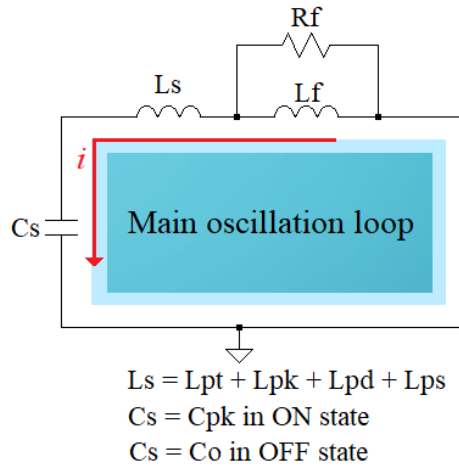 Rf
Ls
Lf
i
Cs
Main oscillation loop
Ls = Lpt + Lpk + Lpd + Lps
Cs = Cpk in ON state
Cs = Co in OFF state